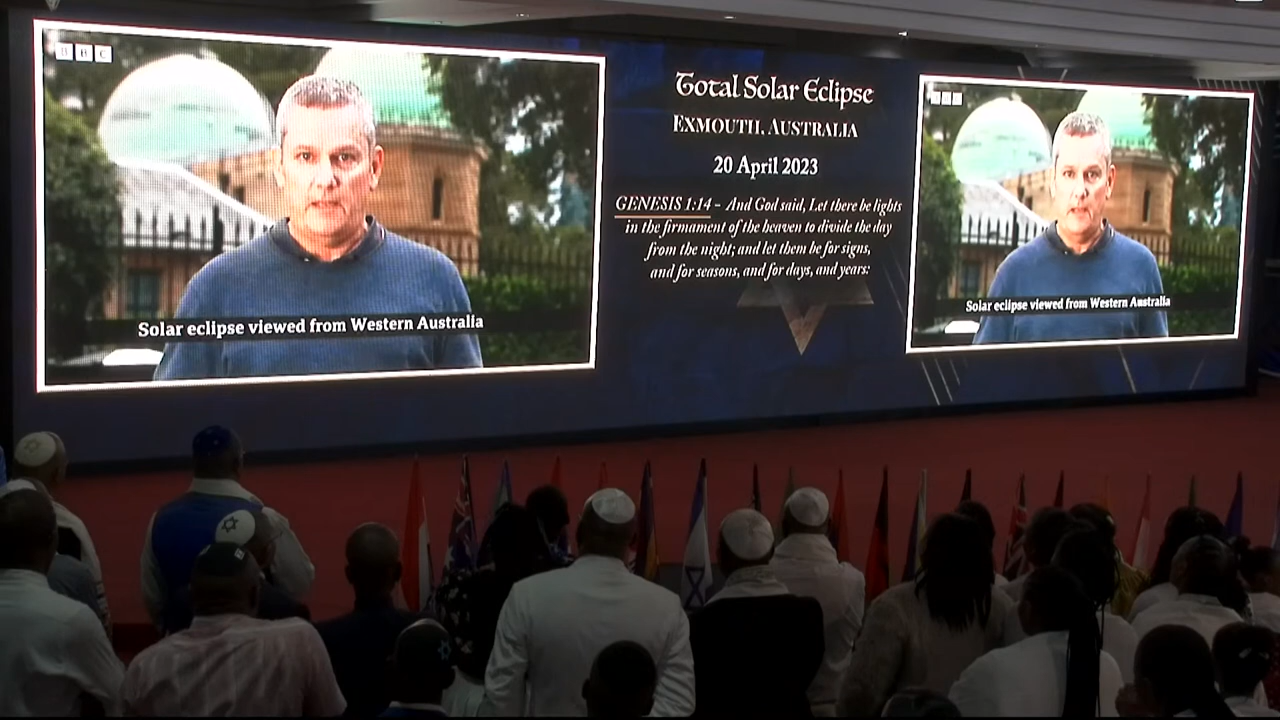 BBC
Solar eclipse viewed from Western Australia
Total Solar Eclipse
EXMOUTH, AUSTRALIA
20 April 2023
GENESIS 1:14 - And God said, Let there be lights
in the firmament of the heaven to divide the day
from the night; and let them be for signs,
and for seasons, and for days, and years:
Solar eclipse viewed from Western Australia